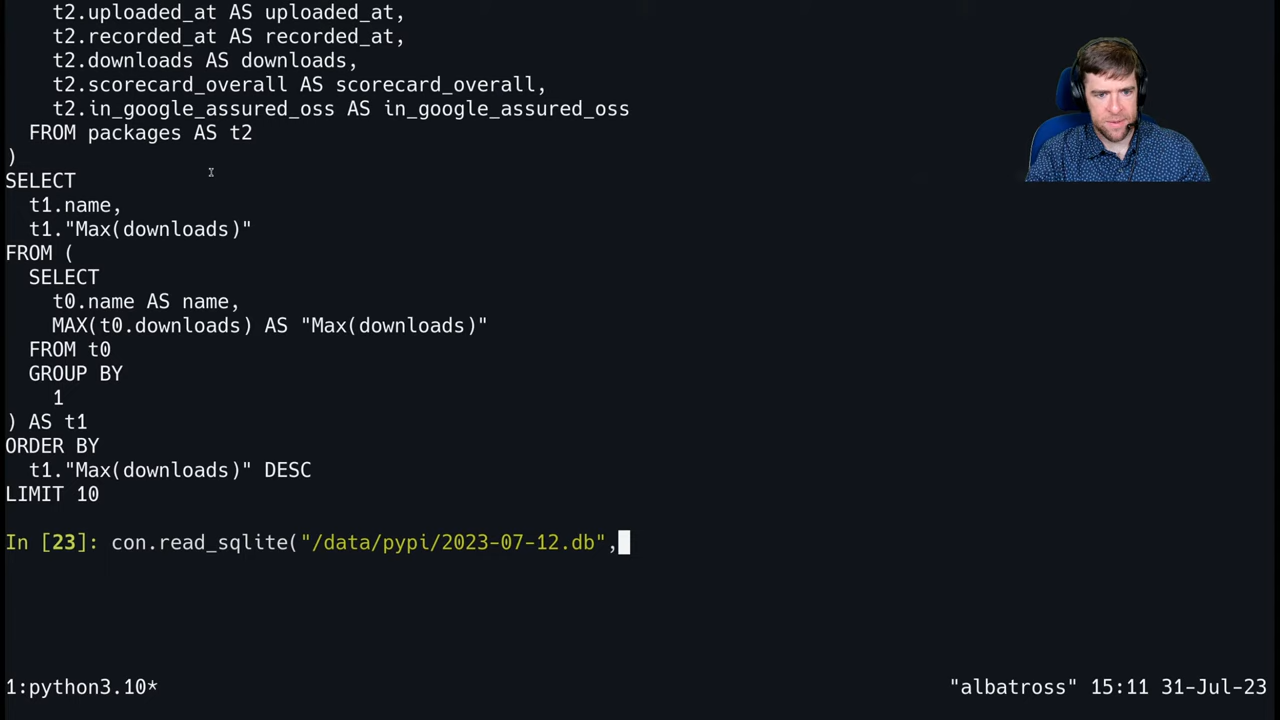 t2.uploaded_at AS uploaded_at,
t2.recorded_at AS recorded_at,
t2.downloads AS downloads,
t2.scorecard_overall AS scorecard_overall,
t2.in_google_assured_oss AS in_google_assured_oss
FROM packages AS t2
)
SELECT
t1.name,
t1."Max(downloads)"
FROM (
SELECT
t0.name AS name,
MAX(t0.downloads) AS "Max(downloads)"
FROM t0
GROUP BY
1
) AS t1
ORDER BY
t1."Max(downloads)" DESC
LIMIT 10
In [23]: con.read_sqlite("/data/pypi/2023-07-12.db",
1:python3.10* "albatross" 15:11 31-Jul-23